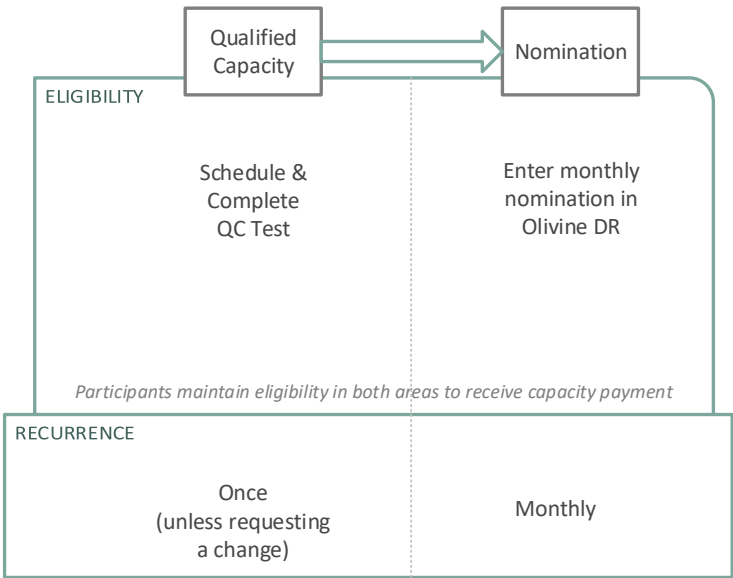 Qualified
Capacity
Nomination
ELIGIBILITY
Schedule &
Complete
QC Test
Enter monthly
nomination in
Olivine DR
Participants maintain eligibility in both areas to receive capacity payment
RECURRENCE
Once
(unless requesting
a change)
Monthly